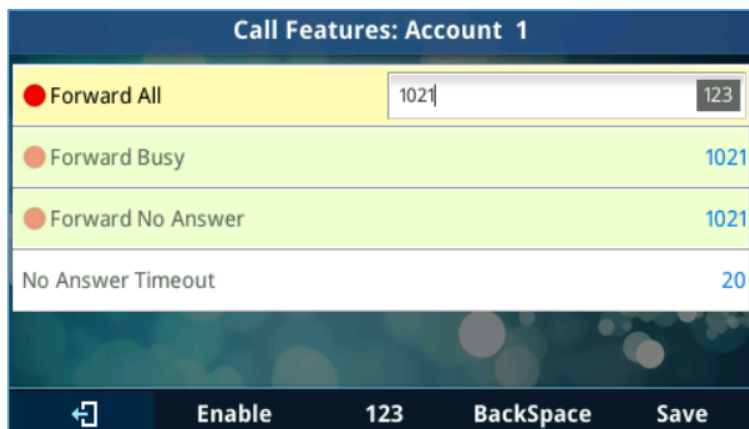 Call Features: Account 1
Forward All 1021 123
Forward Busy 1021
Forward No Answer 1021
No Answer Timeout 20
Enable 123 BackSpace Save